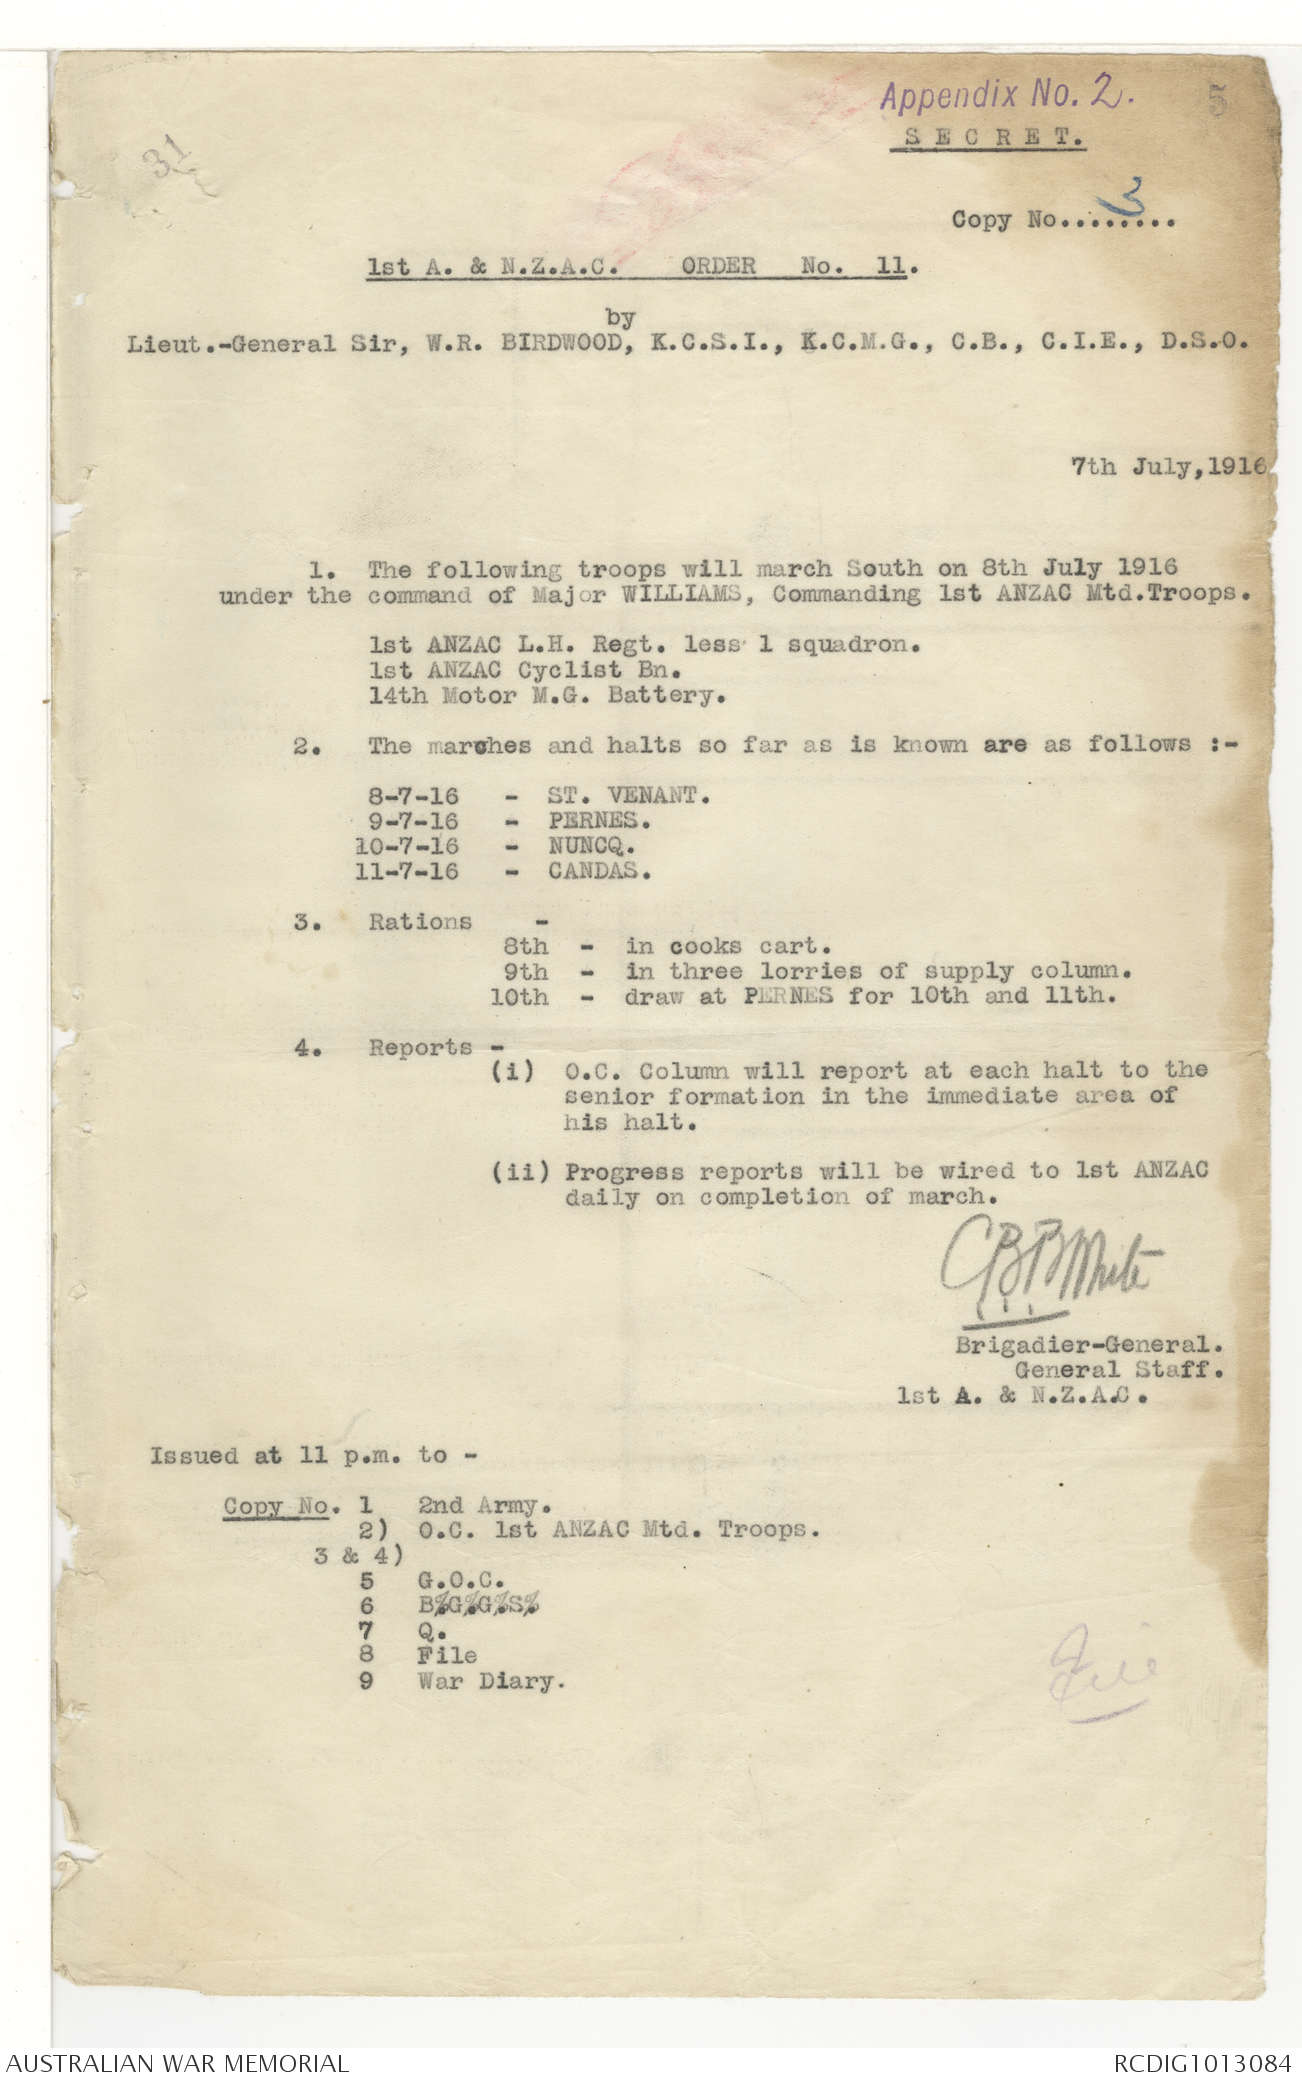 Appendix No. 2.
5
SECRET.
31
Copy No. 3
1st A. & N.Z.A.C. ORDER No. 11.
by
Lieut.-General Sir, W.R. BIRDWOOD, K.C.S.I., K.C.M.G., C.B., C.I.E., D.S.O.
7th July, 1916
1. The following troops will march South on 8th July 1916
under the command of Major WILLIAMS, Commanding 1st ANZAC Mtd.Troops.
1st ANZAC L.H. Regt. less 1 squadron.
1st ANZAC Cyclist Bn.
14th Motor M.G. Battery.
2. The marches and halts so far as is known are as follows :-
8-7-16 - ST. VENANT.
9-7-16 - PERNES.
10-7-16 - NUNCQ.
11-7-16 - CANDAS.
3. Rations -
8th - in cooks cart.
9th - in three lorries of supply column.
10th - draw at PERNES for 10th and 11th.
4. Reports -
(i) O.C. Column will report at each halt to the
senior formation in the immediate area of
his halt.
(ii) Progress reports will be wired to 1st ANZAC
daily on completion of march.
CBBWhite
Brigadier-General.
General Staff.
1st A. & N.Z.A.C.
Issued at 11 p.m. to -
Copy No. 1 2nd Army.
2) O.C. 1st ANZAC Mtd. Troops.
3 & 4)
5 G.O.C.
6 B.G.G.S.
7 Q.
8 File
9 War Diary.
File
AUSTRALIAN WAR MEMORIAL
RCDIG1013084